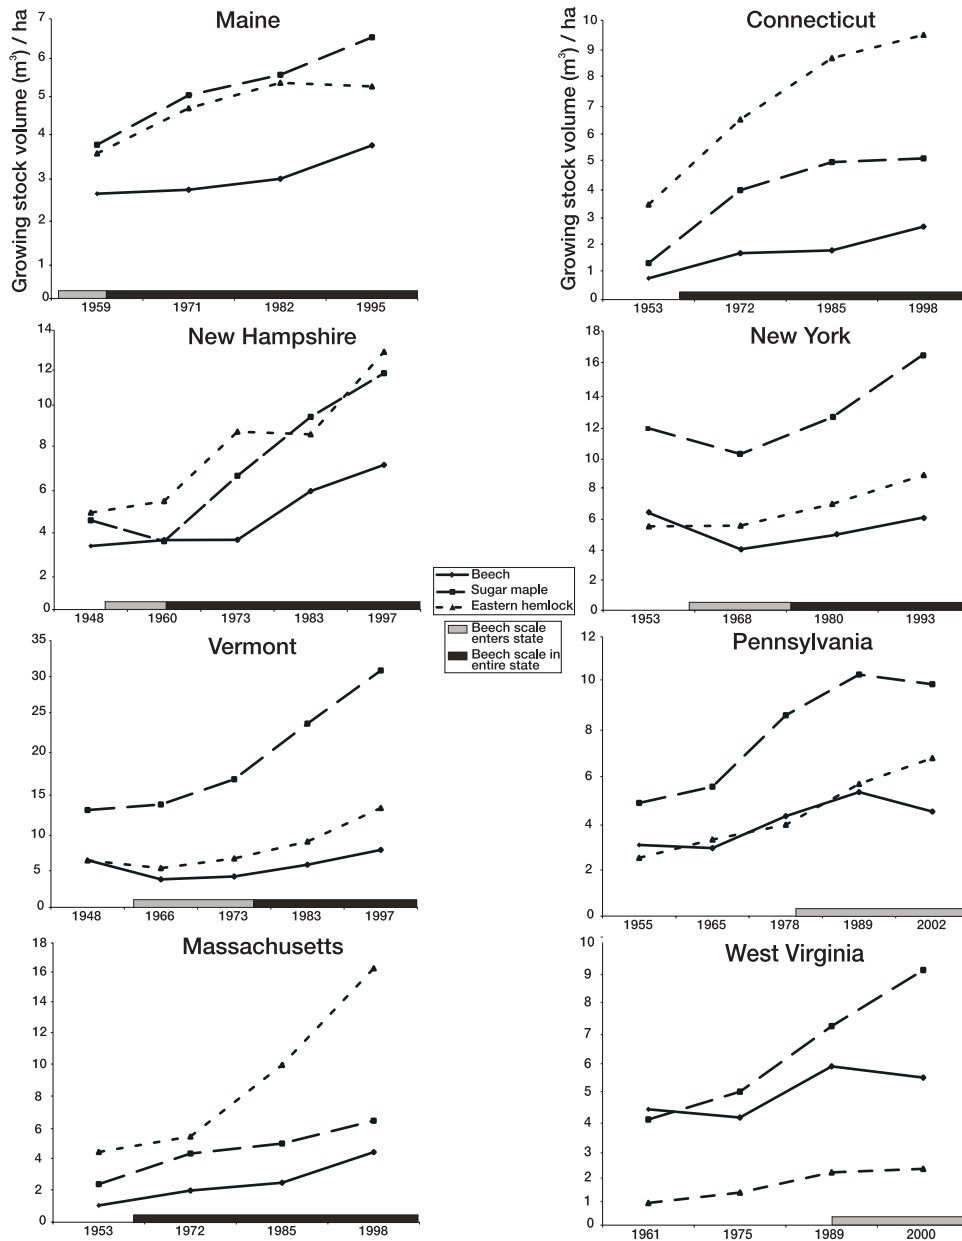 Maine
Growing stock volume (m³) / ha
7
6
5
4
3
2
1
0
1959 1971 1982 1995
Connecticut
Growing stock volume (m³) / ha
10
9
8
7
6
5
4
3
2
1
0
1953 1972 1985 1998
New Hampshire
14
12
10
8
6
4
2
0
1948 1960 1973 1983 1997
New York
18
16
14
12
10
8
6
4
2
0
1953 1968 1980 1993
Beech
Sugar maple
Eastern hemlock
Beech scale
enters state
Beech scale in
entire state
Vermont
35
30
25
20
15
10
5
0
1948 1966 1973 1983 1997
Pennsylvania
12
10
8
6
4
2
0
1955 1965 1978 1989 2002
Massachusetts
18
16
14
12
10
8
6
4
2
0
1953 1972 1985 1998
West Virginia
10
9
8
7
6
5
4
3
2
1
0
1961 1975 1989 2000